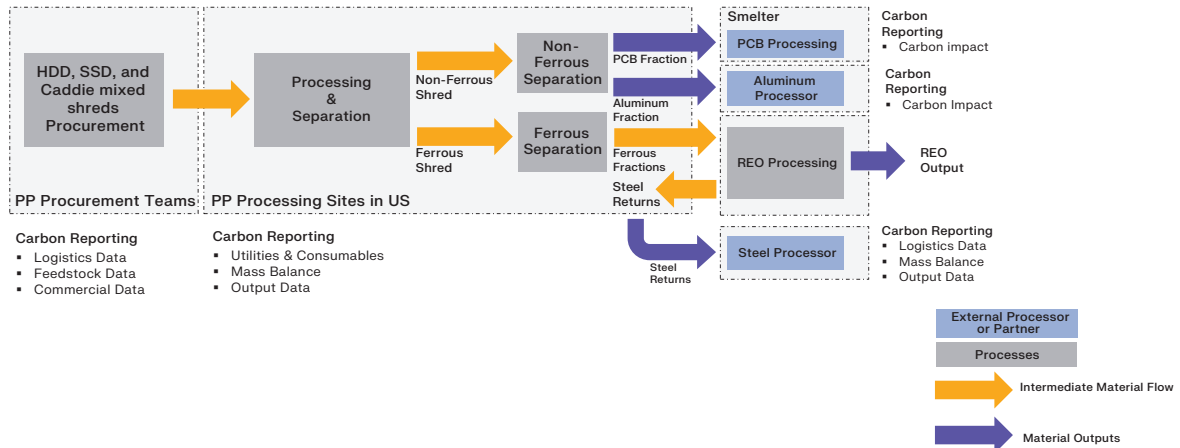 HDD, SSD, and
Caddie mixed
shreds
Procurement
PP Procurement Teams
Carbon Reporting
▪ Logistics Data
▪ Feedstock Data
▪ Commercial Data
Processing
&
Separation
Non-Ferrous
Shred
Ferrous
Shred
Non-
Ferrous
Separation
Ferrous
Separation
PCB Fraction
Aluminum
Fraction
Ferrous
Fractions
Steel
Returns
PP Processing Sites in US
Carbon Reporting
▪ Utilities & Consumables
▪ Mass Balance
▪ Output Data
Steel
Returns
Smelter
PCB Processing
Carbon
Reporting
▪ Carbon impact
Aluminum
Processor
Carbon
Reporting
▪ Carbon Impact
REO Processing
REO
Output
Steel Processor
Carbon Reporting
▪ Logistics Data
▪ Mass Balance
▪ Output Data
External Processor
or Partner
Processes
Intermediate Material Flow
Material Outputs